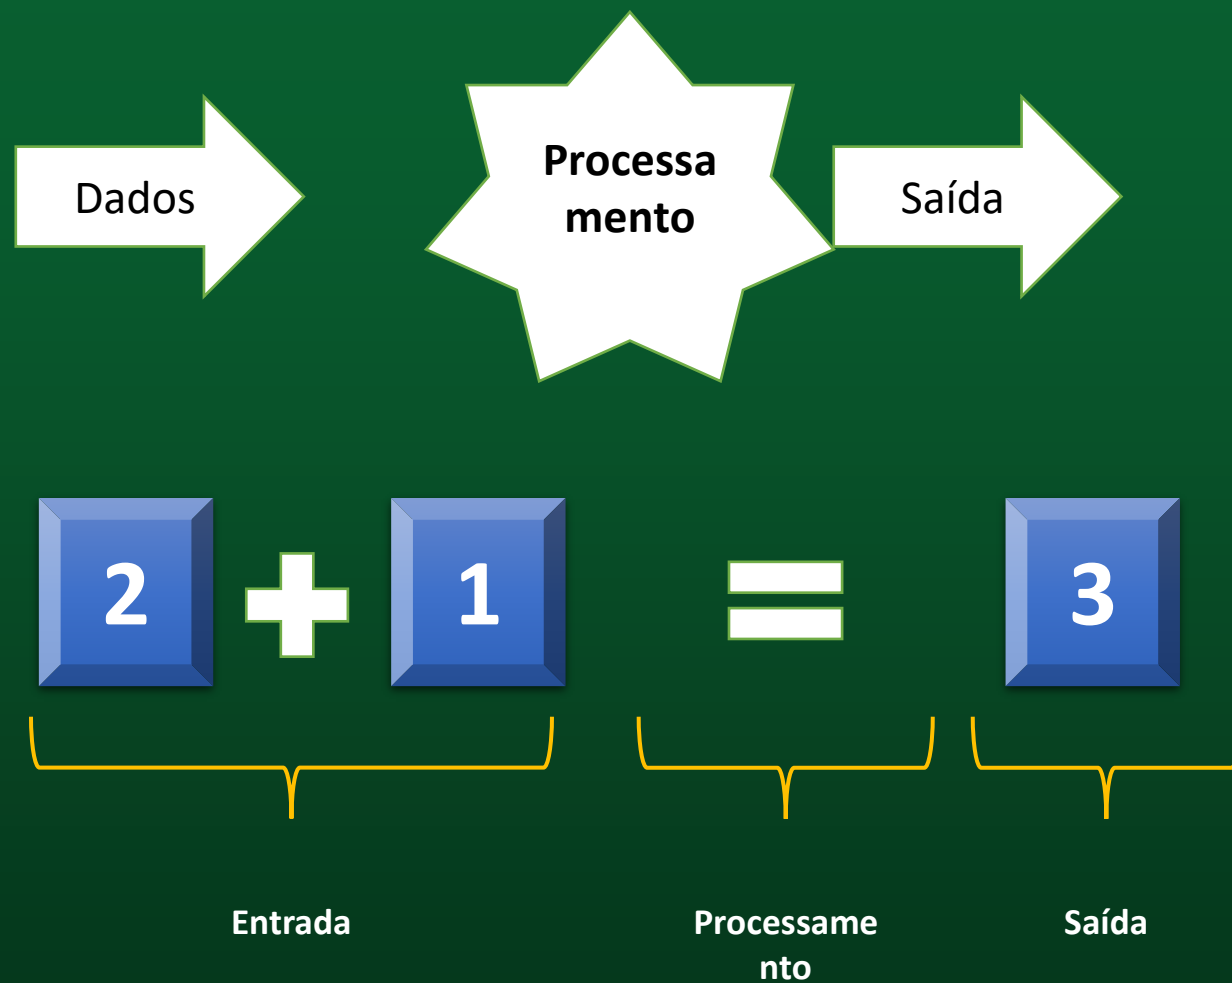 Dados
Processa
mento
Saída
2 + 1 = 3
Entrada
Processame
nto
Saída